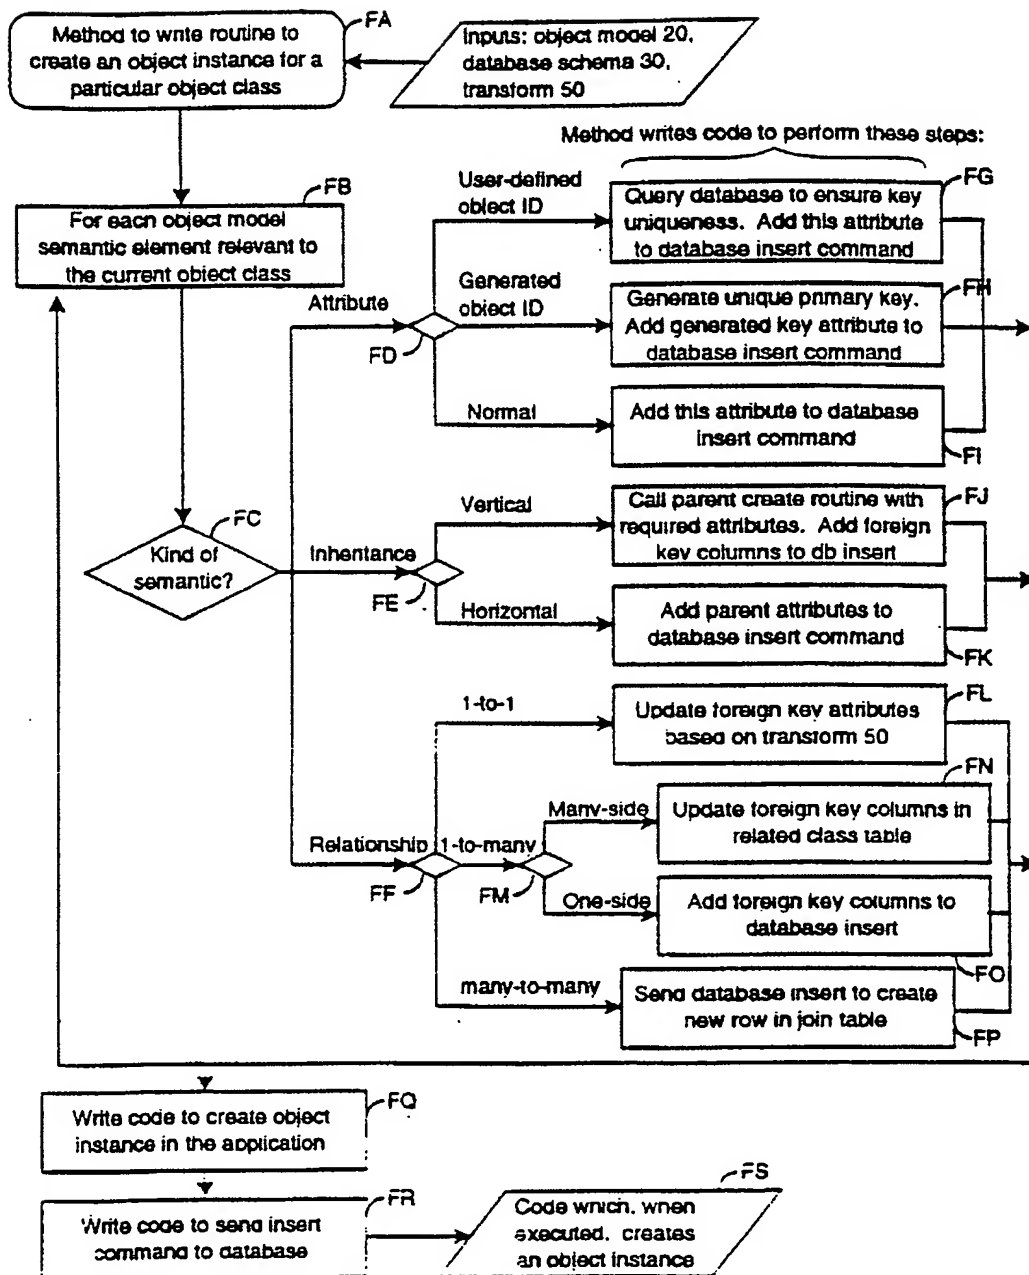 FA
Method to write routine to
create an object instance for a
particular object class
Inputs: object model 20,
database schema 30,
transform 50
Method writes code to perform these steps:
FB
For each object model
semantic element relevant to
the current object class
User-defined
object ID
FG
Query database to ensure key
uniqueness. Add this attribute
to database insert command
Attribute
FD
Generated
object ID
FH
Generate unique primary key.
Add generated key attribute to
database insert command
Normal
Add this attribute to database
insert command
FI
FC
Kind of
semantic?
Inheritance
FE
Vertical
FJ
Call parent create routine with
required attributes. Add foreign
key columns to db insert
Horizontal
Add parent attributes to
database insert command
FK
1-to-1
FL
Update foreign key attributes
based on transform 50
Relationship
FF
1-to-many
FM
Many-side
FN
Update foreign key columns in
related class table
One-side
Add foreign key columns to
database insert
FO
many-to-many
Send database insert to create
new row in join table
FP
FQ
Write code to create object
instance in the application
FR
Write code to send insert
command to database
FS
Code which, when
executed, creates
an object instance